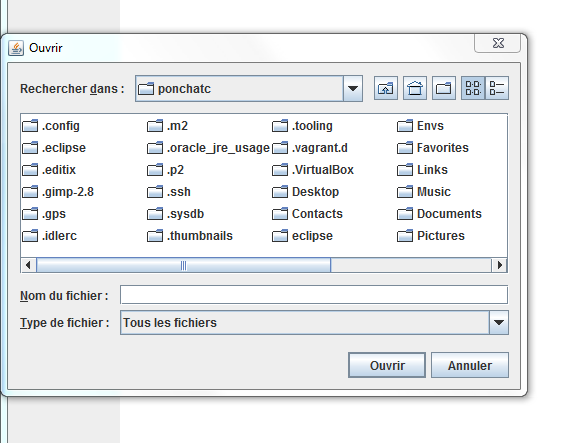 Ouvrir
Rechercher dans : ponchatc
.config .m2 .tooling Envs
.eclipse .oracle_jre_usage .vagrant.d Favorites
.editix .p2 .VirtualBox Links
.gimp-2.8 .ssh Desktop Music
.gps .sysdb Contacts Documents
.idlerc .thumbnails eclipse Pictures
Nom du fichier :
Type de fichier : Tous les fichiers
Ouvrir Annuler